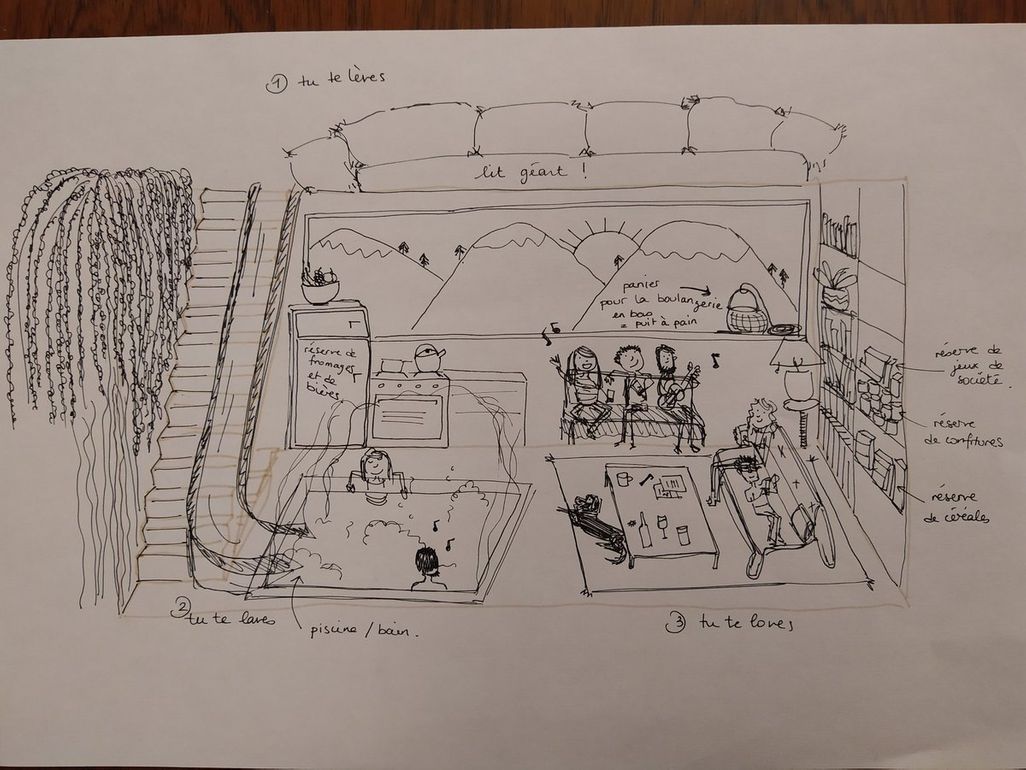 ① tu te lèves
lit géant !
panier
pour la boulangerie
en bas
= puit à pain
réserve de
fromages
et de
bières
réserve de
jeux de
société.
réserve
de confitures
réserve
de céréales
② tu te laves
piscine / bain.
③ tu te loves